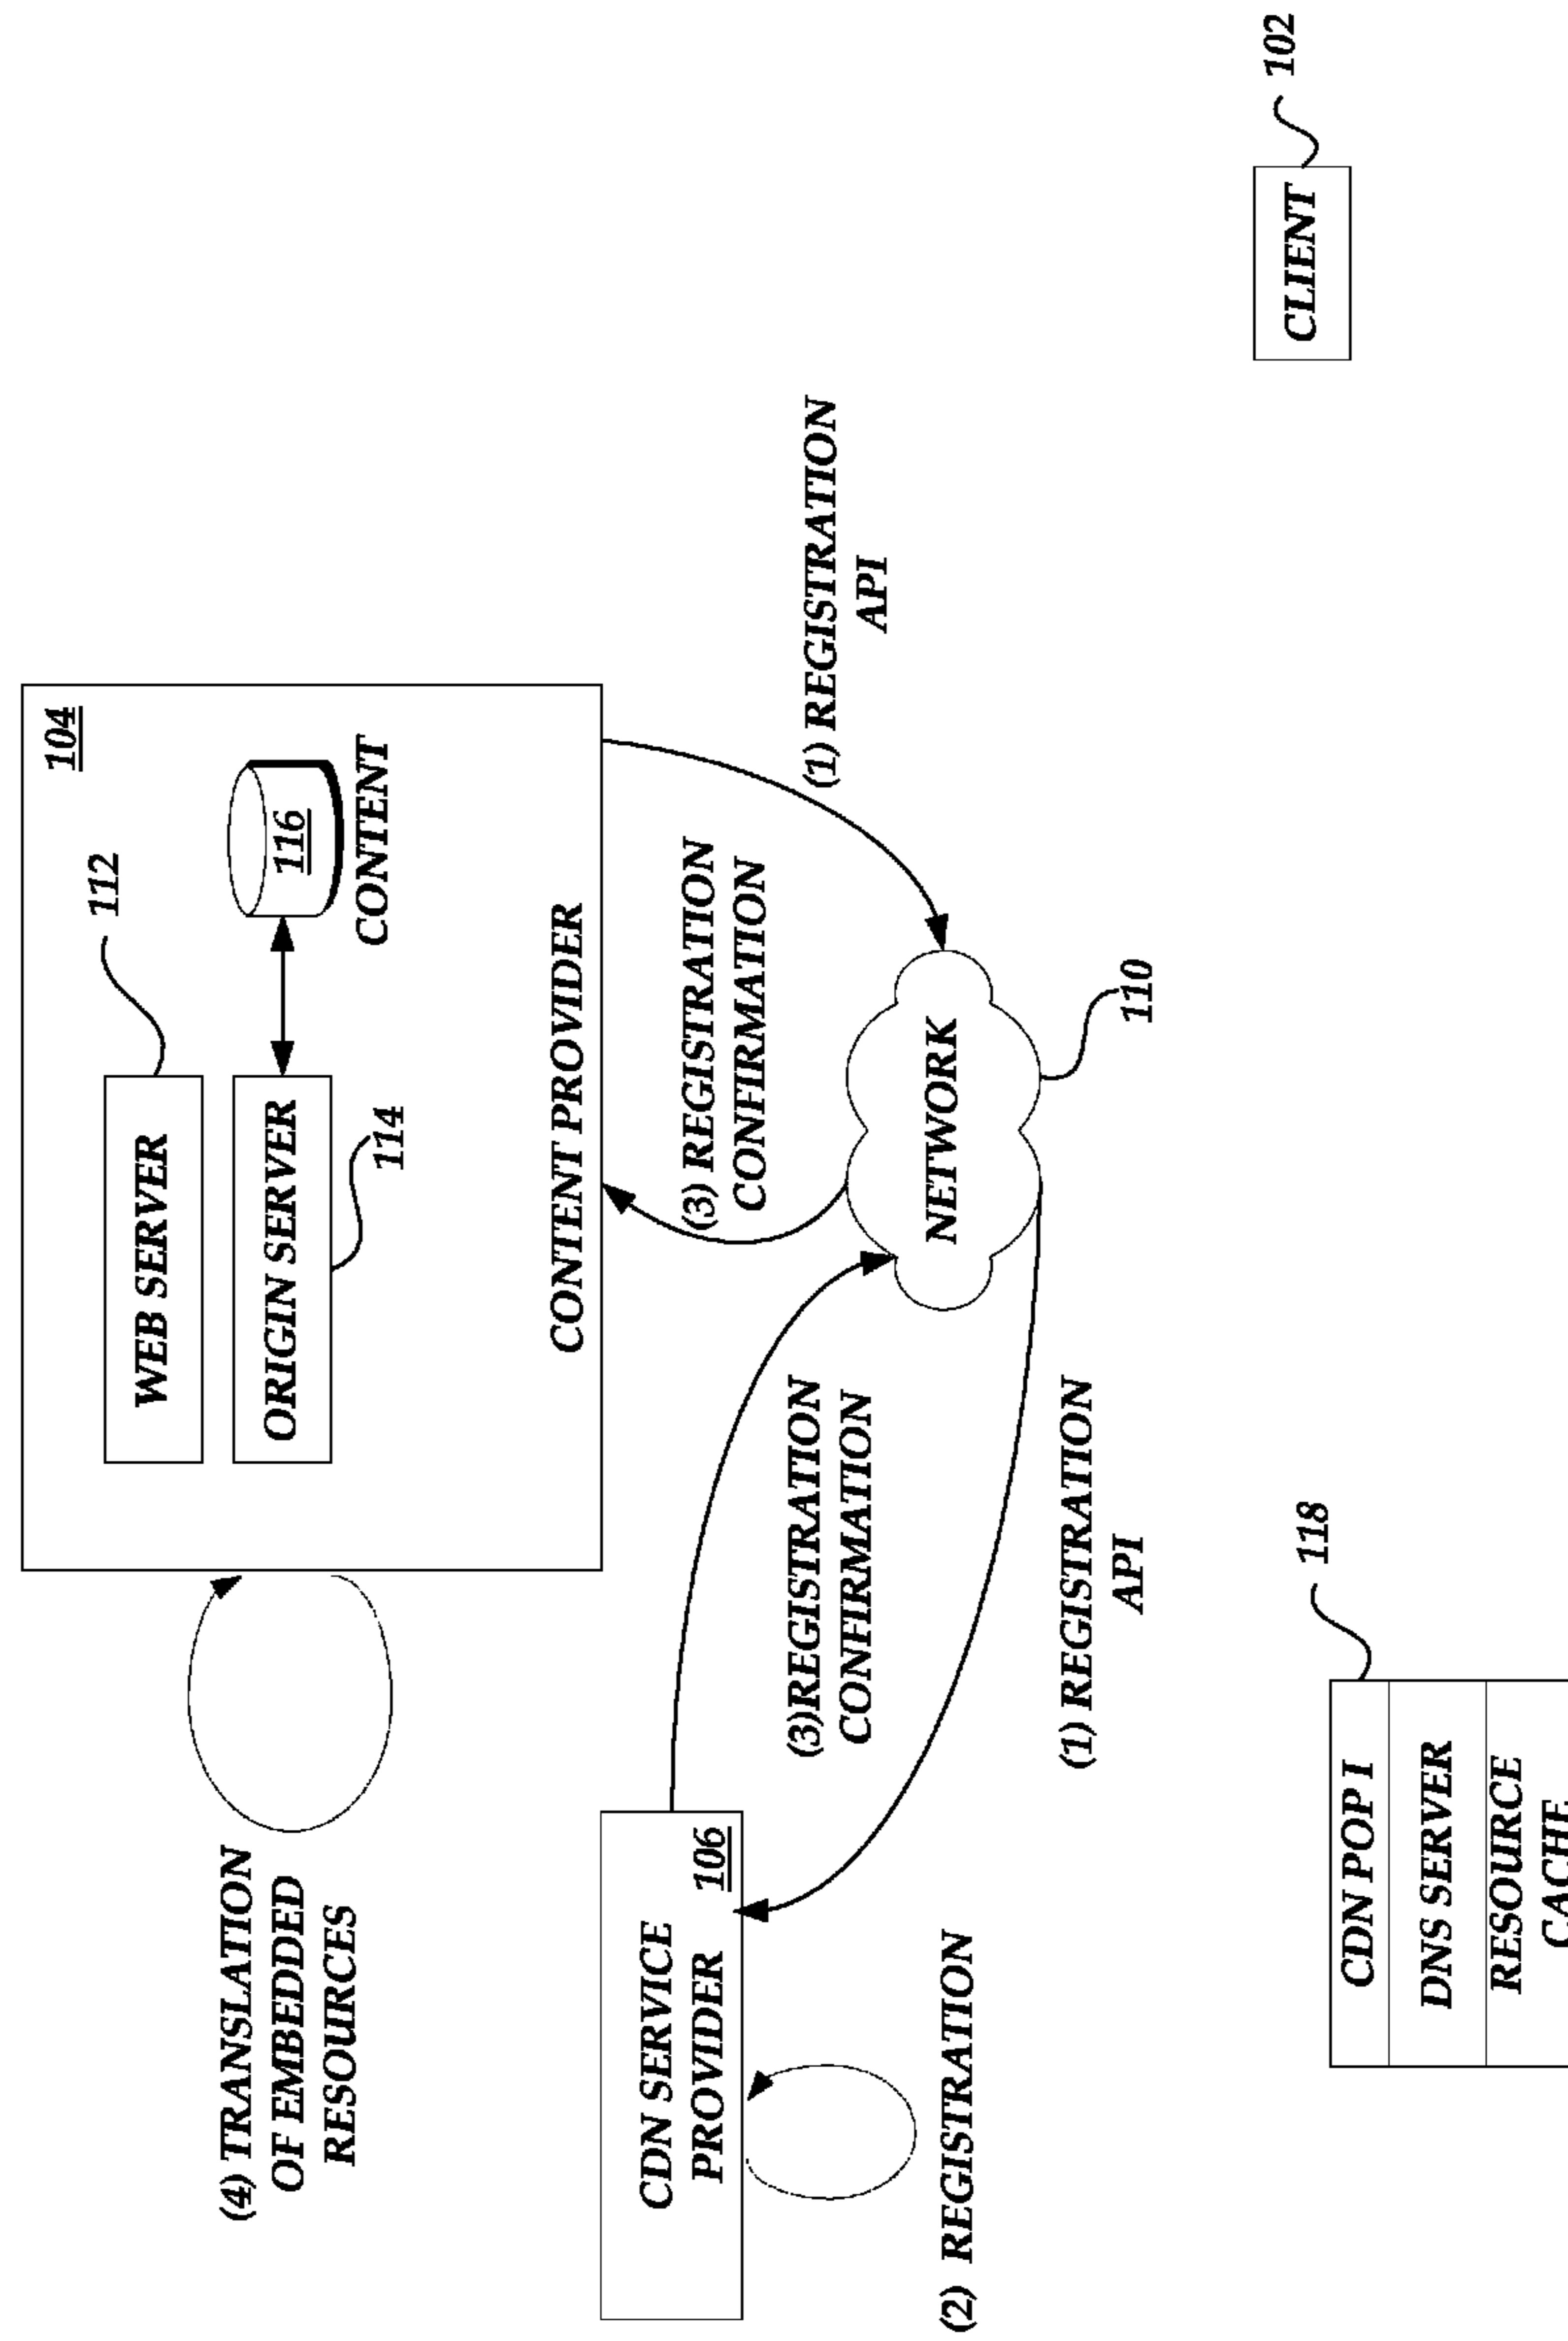 104
112
WEB SERVER
(4) TRANSLATION
OF EMBEDDED
RESOURCES
ORIGIN SERVER
116
CONTENT
114
CONTENT PROVIDER
CDN SERVICE
PROVIDER
106
(3) REGISTRATION
CONFIRMATION
(3)REGISTRATION
CONFIRMATION
(1) REGISTRATION
API
NETWORK
(2) REGISTRATION
(1) REGISTRATION
API
110
102
CLIENT
118
CDN POP I
DNS SERVER
RESOURCE
CACHE